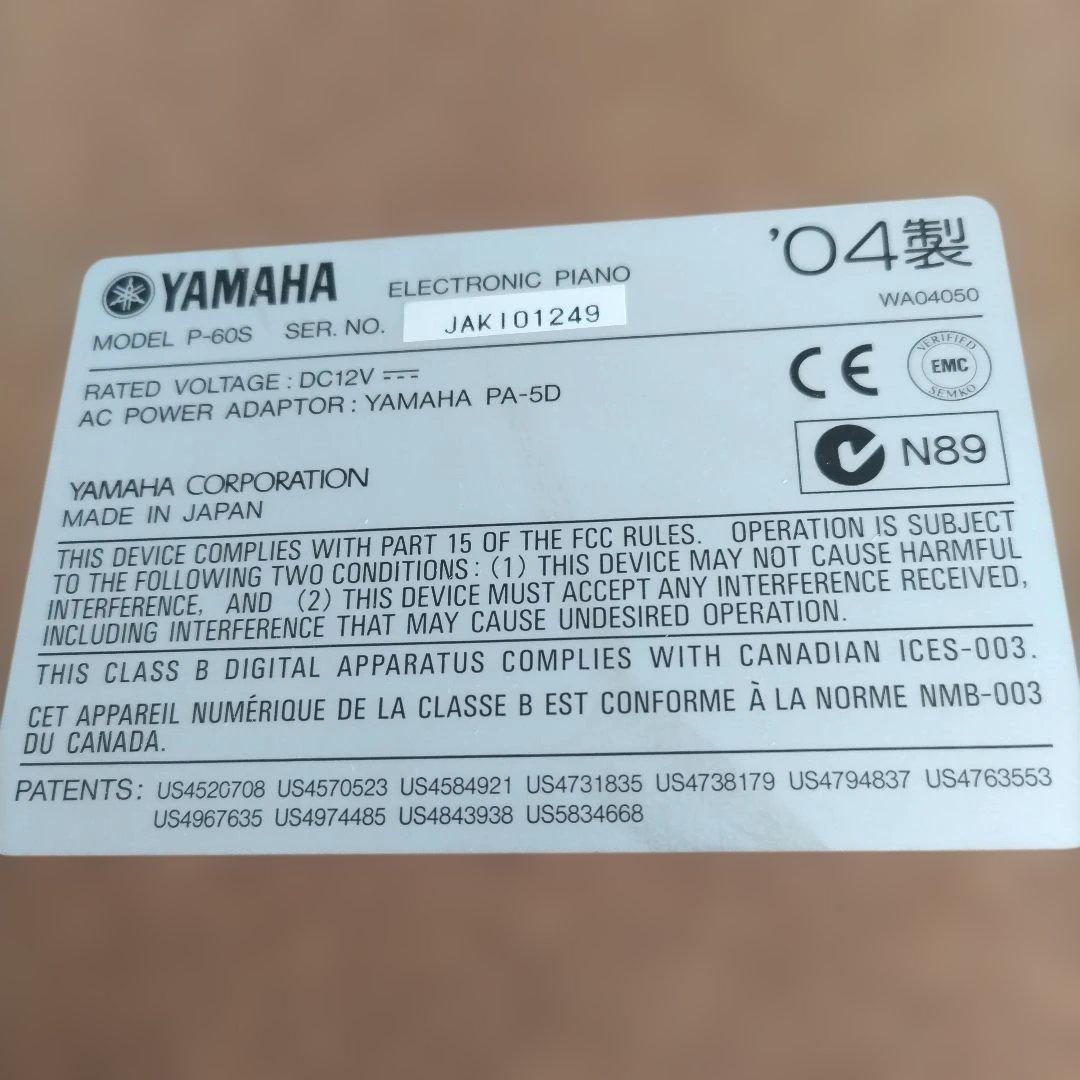 YAMAHA ELECTRONIC PIANO '04製
MODEL P-60S SER. NO. JAKI01249 WA04050
RATED VOLTAGE : DC12V
AC POWER ADAPTOR : YAMAHA PA-5D
CE VERIFIED EMC SEMKO
N89
YAMAHA CORPORATION
MADE IN JAPAN
THIS DEVICE COMPLIES WITH PART 15 OF THE FCC RULES. OPERATION IS SUBJECT
TO THE FOLLOWING TWO CONDITIONS : (1) THIS DEVICE MAY NOT CAUSE HARMFUL
INTERFERENCE, AND (2) THIS DEVICE MUST ACCEPT ANY INTERFERENCE RECEIVED,
INCLUDING INTERFERENCE THAT MAY CAUSE UNDESIRED OPERATION.
THIS CLASS B DIGITAL APPARATUS COMPLIES WITH CANADIAN ICES-003.
CET APPAREIL NUMÉRIQUE DE LA CLASSE B EST CONFORME À LA NORME NMB-003
DU CANADA.
PATENTS : US4520708 US4570523 US4584921 US4731835 US4738179 US4794837 US4763553
US4967635 US4974485 US4843938 US5834668